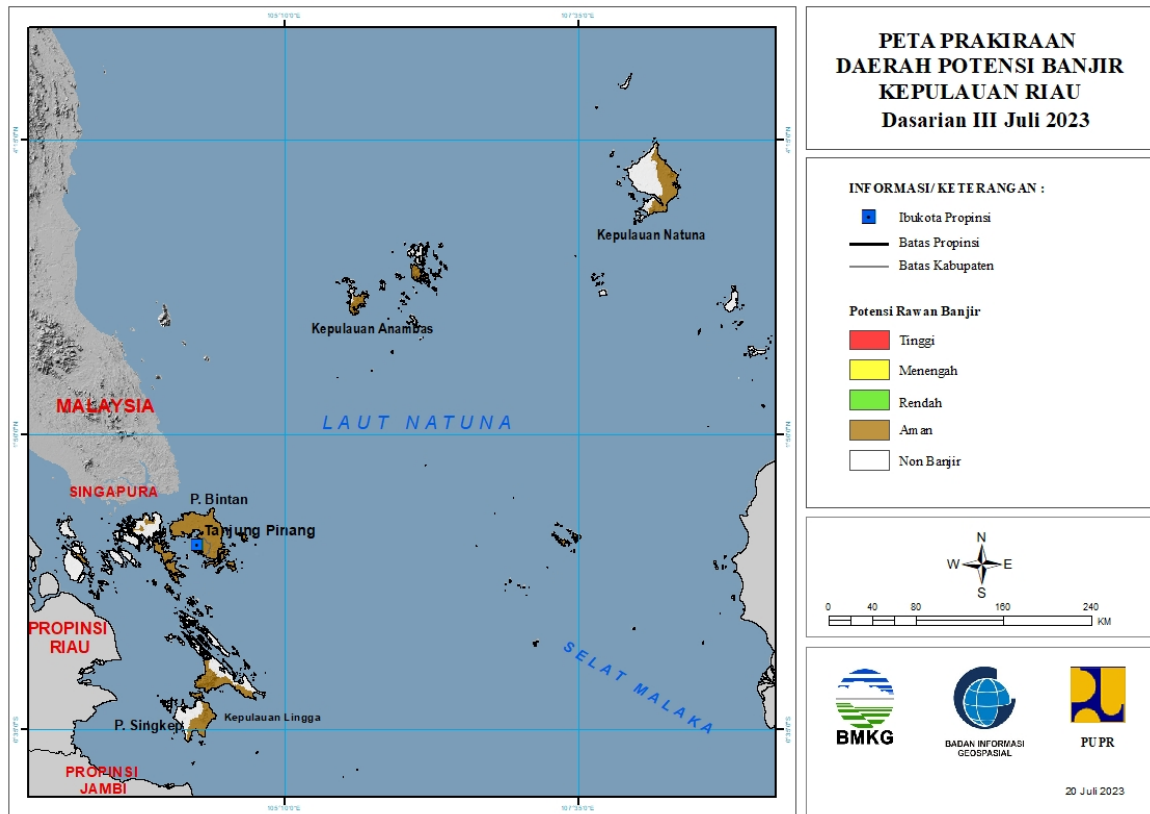 PETA PRAKIRAAN
DAERAH POTENSI BANJIR
KEPULAUAN RIAU
Dasarian III Juli 2023
INFORMASI/ KETERANGAN :
Ibukota Propinsi
Batas Propinsi
Batas Kabupaten
Potensi Rawan Banjir
Tinggi
Menengah
Rendah
Aman
Non Banjir
N
W E
S
0 40 80 160 240
KM
BMKG
BADAN INFORMASI
GEOSPASIAL
PUPR
20 Juli 2023
Kepulauan Natuna
Kepulauan Anambas
MALAYSIA
LAUT NATUNA
SINGAPURA
P. Bintan
Tanjung Pinang
PROPINSI
RIAU
SELAT MALAKA
Kepulauan Lingga
P. Singkep
PROPINSI
JAMBI